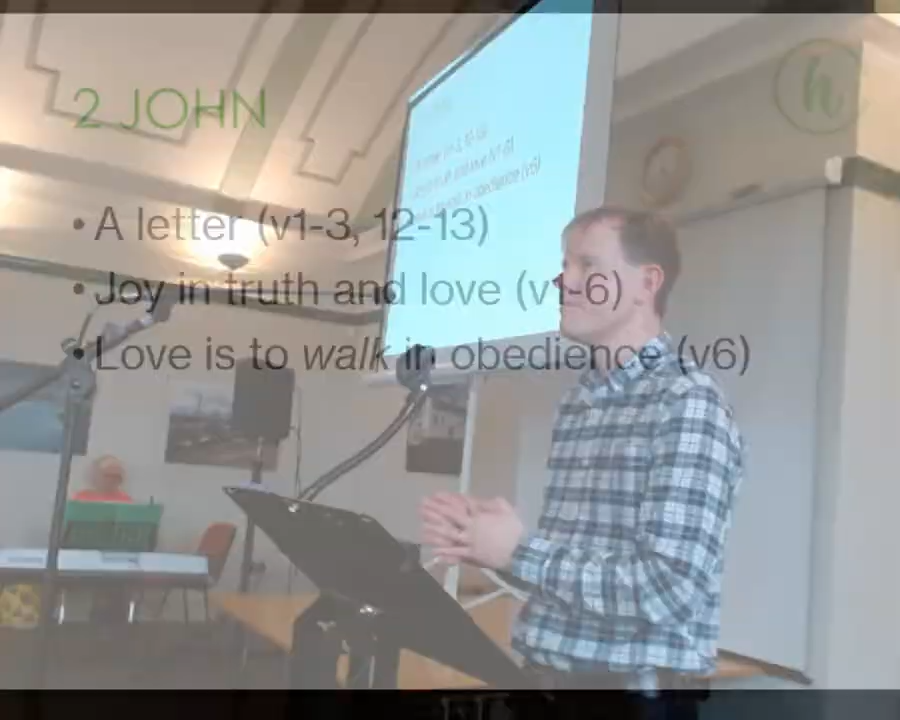 2 JOHN
h
• A letter (v1-3, 12-13)
• Joy in truth and love (v1-6)
• Love is to walk in obedience (v6)